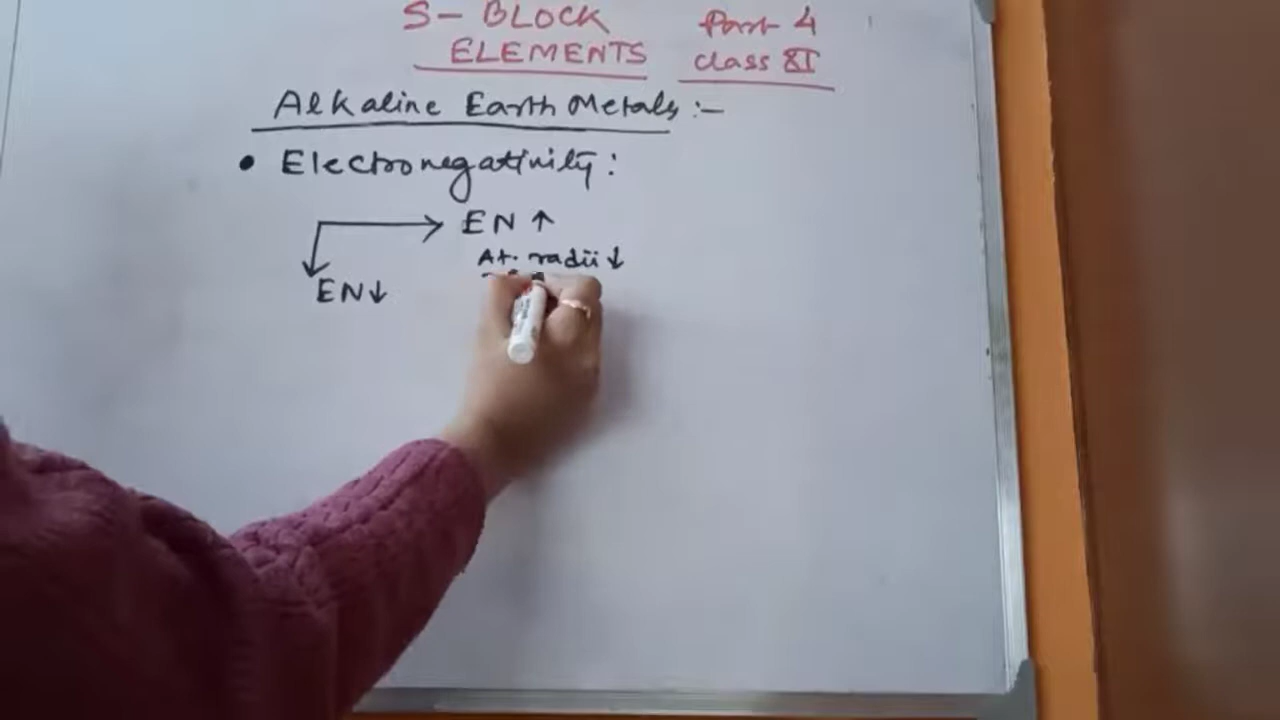 S- BLOCK
ELEMENTS
Part 4
class XI
Alkaline Earth Metals :-
• Electronegativity :
→ EN ↑
At. radii ↓
EN ↓